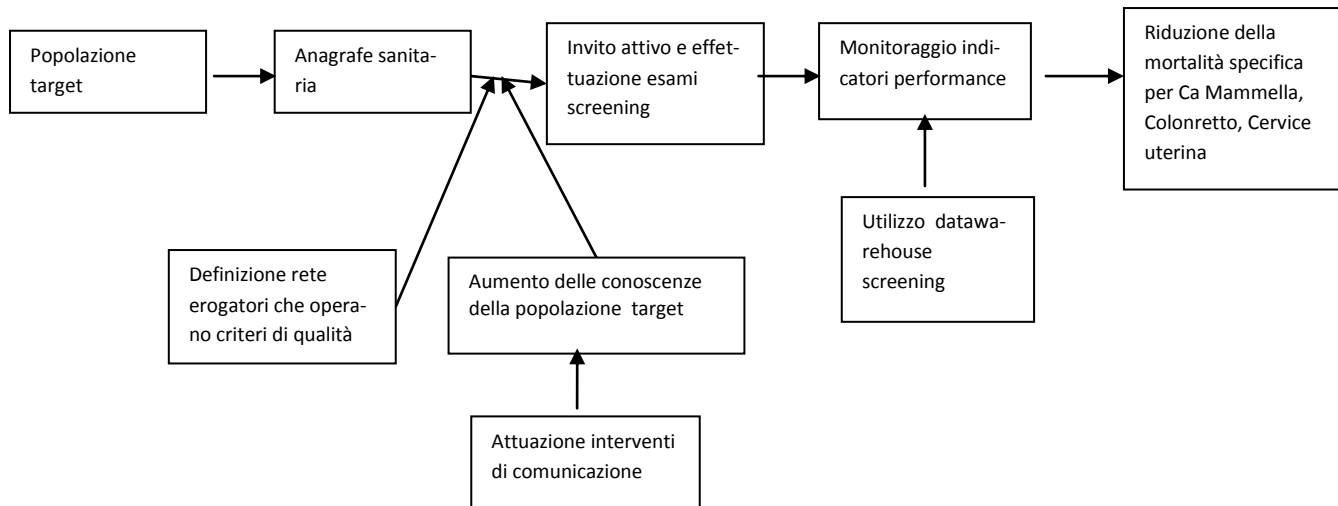 Popolazione
target
Anagrafe sanita-
ria
Invito attivo e effet-
tuazione esami
screening
Monitoraggio indi-
catori performance
Riduzione della
mortalità specifica
per Ca Mammella,
Colonretto, Cervice
uterina
Definizione rete
erogatori che opera-
no criteri di qualità
Aumento delle conoscenze
della popolazione target
Utilizzo datawa-
rehouse
screening
Attuazione interventi
di comunicazione